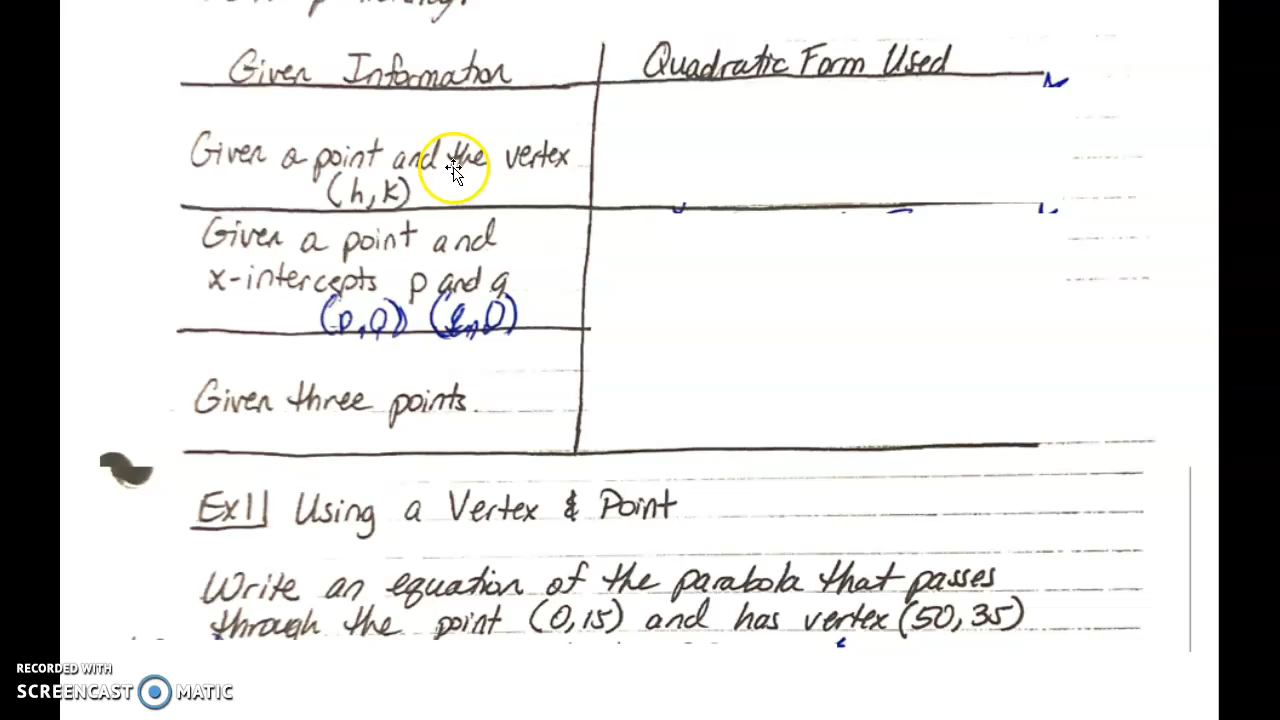 Given Information
Quadratic Form Used
Given a point and the vertex
(h,k)
Given a point and
x-intercepts p and q
(p,0) (q,0)
Given three points.
Ex1 Using a Vertex & Point
Write an equation of the parabola that passes
through the point (0,15) and has vertex (50,35)
RECORDED WITH
SCREENCAST MATIC